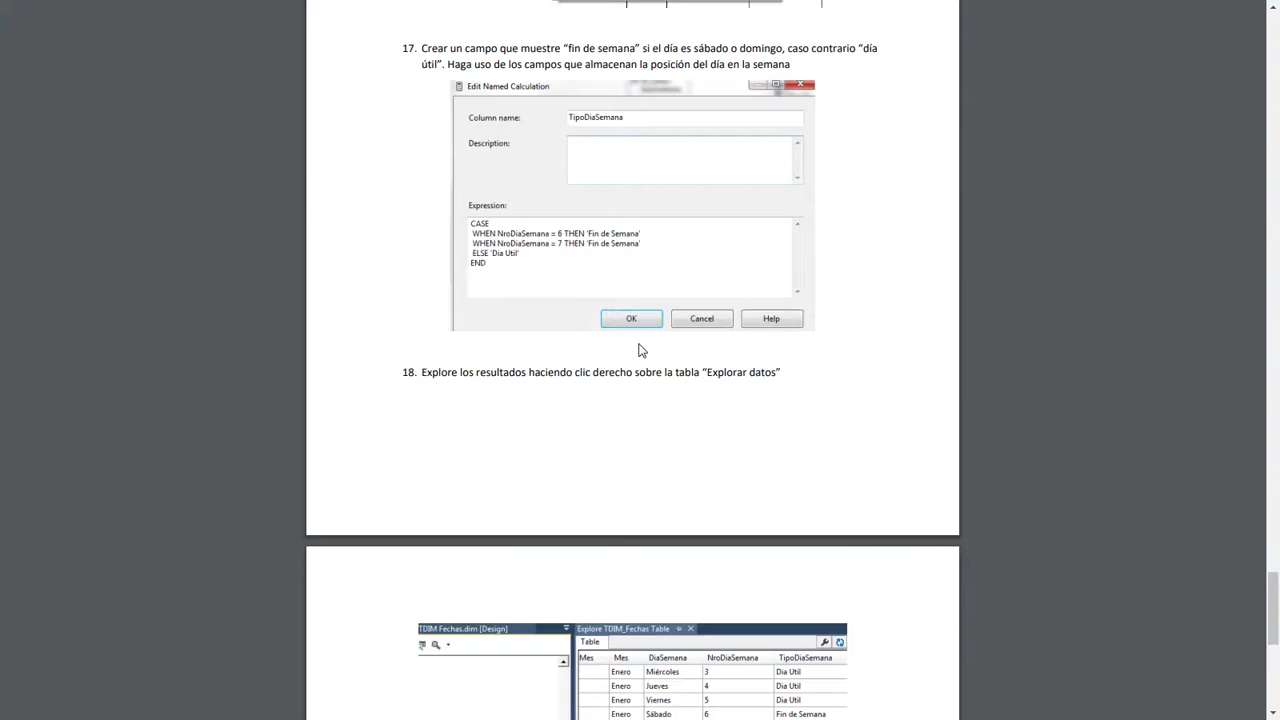 17. Crear un campo que muestre “fin de semana” si el día es sábado o domingo, caso contrario “día
útil”. Haga uso de los campos que almacenan la posición del día en la semana
Edit Named Calculation
Column name: TipoDiaSemana
Description:
Expression:
CASE
WHEN NroDiaSemana = 6 THEN 'Fin de Semana'
WHEN NroDiaSemana = 7 THEN 'Fin de Semana'
ELSE 'Dia Util'
END
OK Cancel Help
18. Explore los resultados haciendo clic derecho sobre la tabla “Explorar datos”
TDIM Fechas.dim [Design] Explore TDIM_Fechas Table
Table
Mes Mes DiaSemana NroDiaSemana TipoDiaSemana
Enero Miércoles 3 Dia Util
Enero Jueves 4 Dia Util
Enero Viernes 5 Dia Util
Enero Sábado 6 Fin de Semana